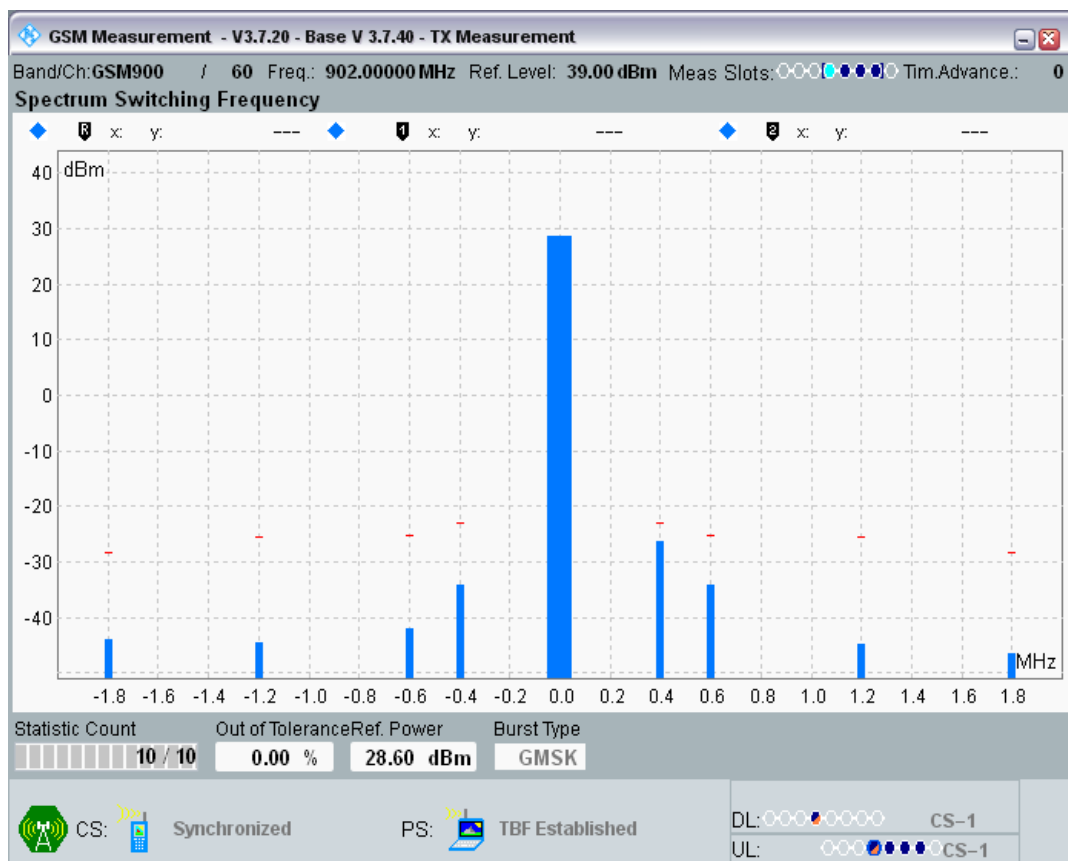 GSM Measurement - V3.7.20 - Base V 3.7.40 - TX Measurement
Band/Ch:GSM900 / 60 Freq.: 902.00000 MHz Ref. Level: 39.00 dBm Meas Slots: Tim.Advance.: 0
Spectrum Switching Frequency
R x: y: --- 1 x: y: --- 2 x: y: ---
dBm
40
30
20
10
0
-10
-20
-30
-40
MHz
-1.8 -1.6 -1.4 -1.2 -1.0 -0.8 -0.6 -0.4 -0.2 0.0 0.2 0.4 0.6 0.8 1.0 1.2 1.4 1.6 1.8
Statistic Count Out of Tolerance Ref. Power Burst Type
10 / 10 0.00 % 28.60 dBm GMSK
CS: Synchronized PS: TBF Established
DL: CS-1
UL: CS-1